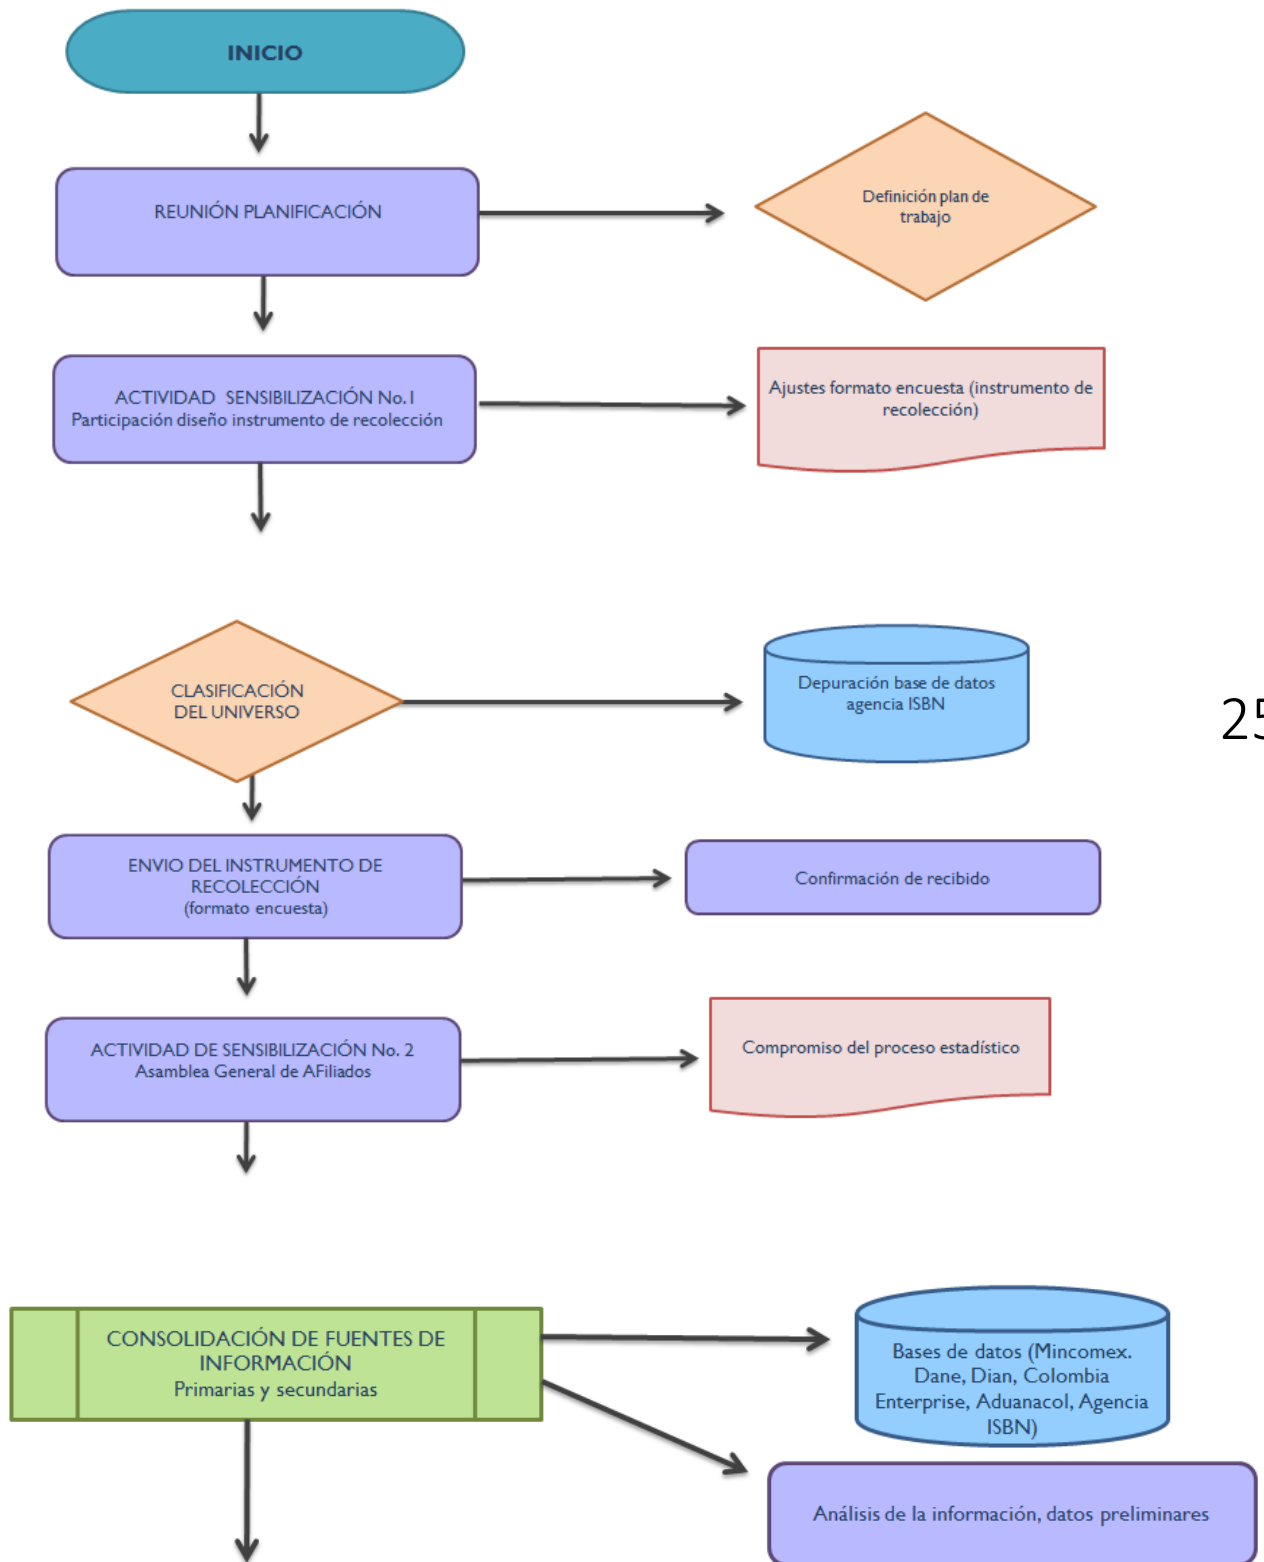 INICIO
REUNIÓN PLANIFICACIÓN
Definición plan de
trabajo
ACTIVIDAD SENSIBILIZACIÓN No.1
Participación diseño instrumento de recolección
Ajustes formato encuesta (instrumento de
recolección)
CLASIFICACIÓN
DEL UNIVERSO
Depuración base de datos
agencia ISBN
25
ENVIO DEL INSTRUMENTO DE
RECOLECCIÓN
(formato encuesta)
Confirmación de recibido
ACTIVIDAD DE SENSIBILIZACIÓN No. 2
Asamblea General de AFiliados
Compromiso del proceso estadístico
CONSOLIDACIÓN DE FUENTES DE
INFORMACIÓN
Primarias y secundarias
Bases de datos (Mincomex.
Dane, Dian, Colombia
Enterprise, Aduanacol, Agencia
ISBN)
Análisis de la información, datos preliminares